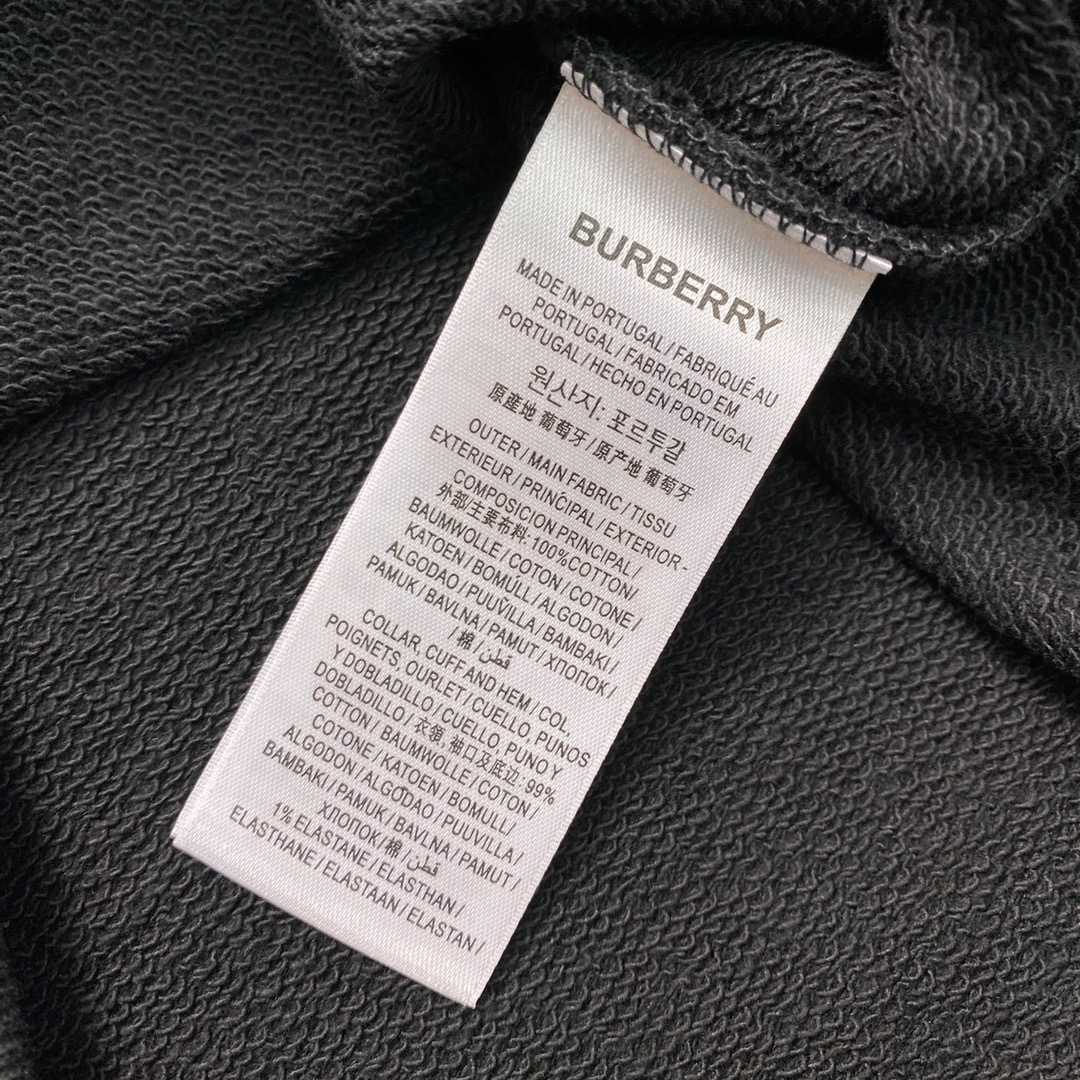 BURBERRY
MADE IN PORTUGAL / FABRIQUÉ AU
PORTUGAL / FABRICADO EM
PORTUGAL / HECHO EN PORTUGAL
원산지: 포르투갈
原產地 葡萄牙 / 原产地 葡萄牙
OUTER / MAIN FABRIC / TISSU
EXTERIEUR / PRINCIPAL / EXTERIOR-
COMPOSICION PRINCIPAL /
外部/主要布料: 100%COTTON/
BAUMWOLLE / COTON / COTONE /
KATOEN / BOMULL / ALGODON /
ALGODAO / PUUVILLA / BAMBAKI /
PAMUK / BAVLNA / PAMUT / ХЛОПОК /
/ 棉 / قطن
COLLAR, CUFF AND HEM / COL,
POIGNETS, OURLET / CUELLO, PUNOS
Y DOBLADILLO / CUELLO, PUNO Y
DOBLADILLO / 衣領, 袖口及底边: 99%
COTTON / BAUMWOLLE / COTON /
COTONE / KATOEN / BOMULL /
ALGODON / ALGODAO / PUUVILLA /
BAMBAKI / PAMUK / BAVLNA / PAMUT /
ХЛОПОК / 棉 / قطن
1% ELASTANE / ELASTHAN /
ELASTHANE / ELASTAAN / ELASTAN /